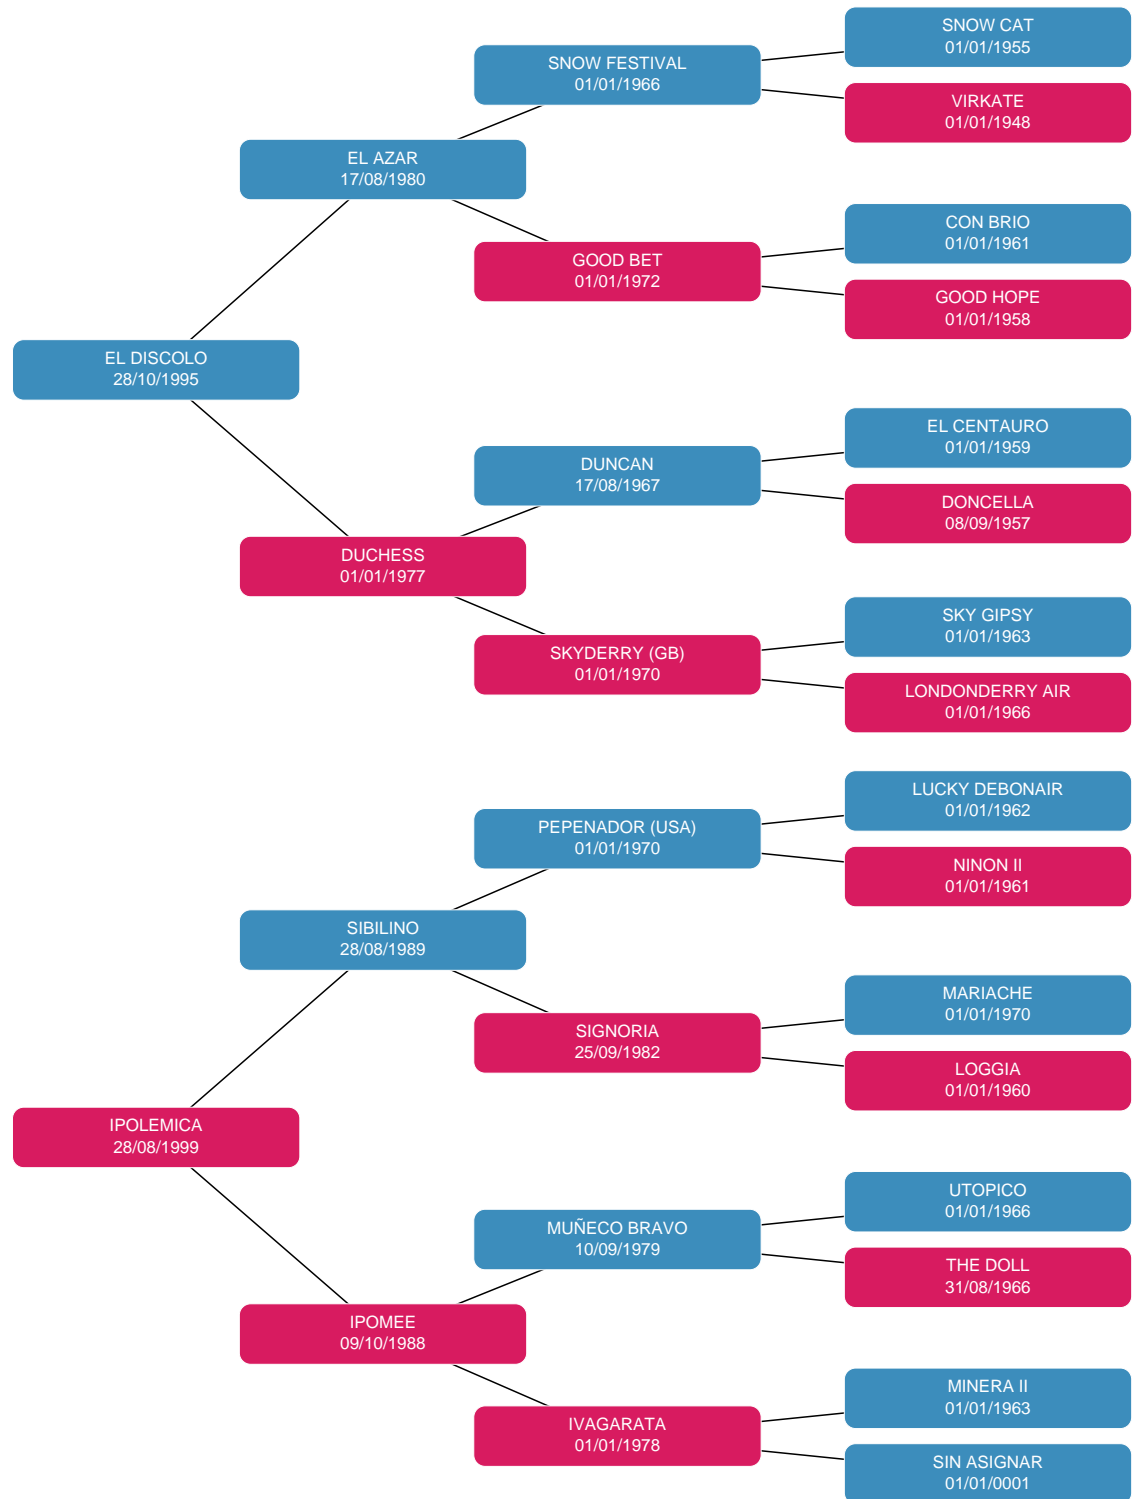 SNOW CAT
01/01/1955
SNOW FESTIVAL
01/01/1966
VIRKATE
01/01/1948
EL AZAR
17/08/1980
CON BRIO
01/01/1961
GOOD BET
01/01/1972
GOOD HOPE
01/01/1958
EL DISCOLO
28/10/1995
EL CENTAURO
01/01/1959
DUNCAN
17/08/1967
DONCELLA
08/09/1957
DUCHESS
01/01/1977
SKY GIPSY
01/01/1963
SKYDERRY (GB)
01/01/1970
LONDONDERRY AIR
01/01/1966
LUCKY DEBONAIR
01/01/1962
PEPENADOR (USA)
01/01/1970
NINON II
01/01/1961
SIBILINO
28/08/1989
MARIACHE
01/01/1970
SIGNORIA
25/09/1982
LOGGIA
01/01/1960
IPOLEMICA
28/08/1999
UTOPICO
01/01/1966
MUÑECO BRAVO
10/09/1979
THE DOLL
31/08/1966
IPOMEE
09/10/1988
MINERA II
01/01/1963
IVAGARATA
01/01/1978
SIN ASIGNAR
01/01/0001